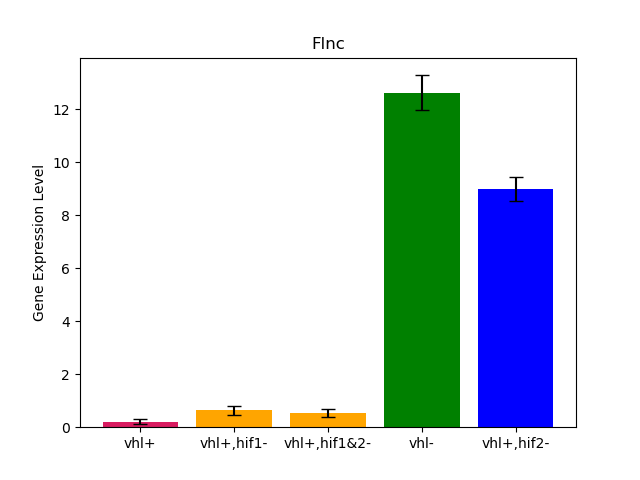 FInc
Gene Expression Level
12
10
8
6
4
2
0
vhl+ vhl+,hif1- vhl+,hif1&2- vhl- vhl+,hif2-